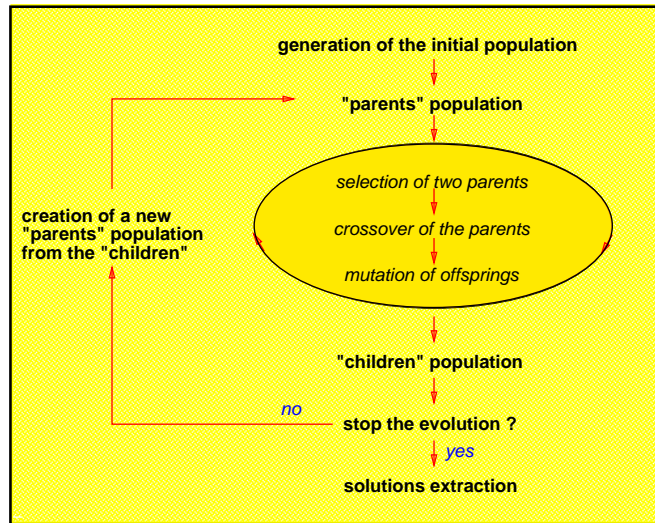 generation of the initial population
"parents" population
selection of two parents
crossover of the parents
mutation of offsprings
creation of a new
"parents" population
from the "children"
"children" population
no
stop the evolution ?
yes
solutions extraction